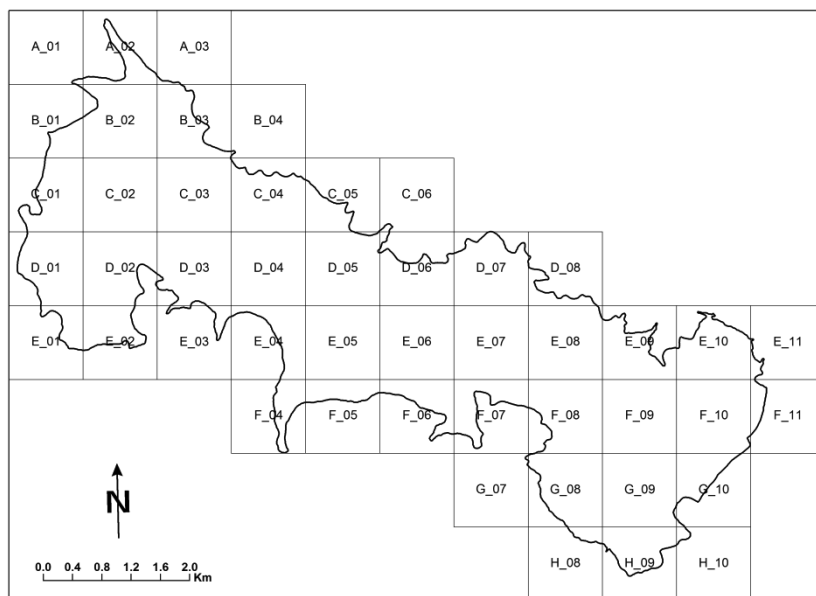 A_01 A_02 A_03
B_01 B_02 B_03 B_04
C_01 C_02 C_03 C_04 C_05 C_06
D_01 D_02 D_03 D_04 D_05 D_06 D_07 D_08
E_01 E_02 E_03 E_04 E_05 E_06 E_07 E_08 E_09 E_10 E_11
F_04 F_05 F_06 F_07 F_08 F_09 F_10 F_11
G_07 G_08 G_09 G_10
N
H_08 H_09 H_10
0.0 0.4 0.8 1.2 1.6 2.0
Km